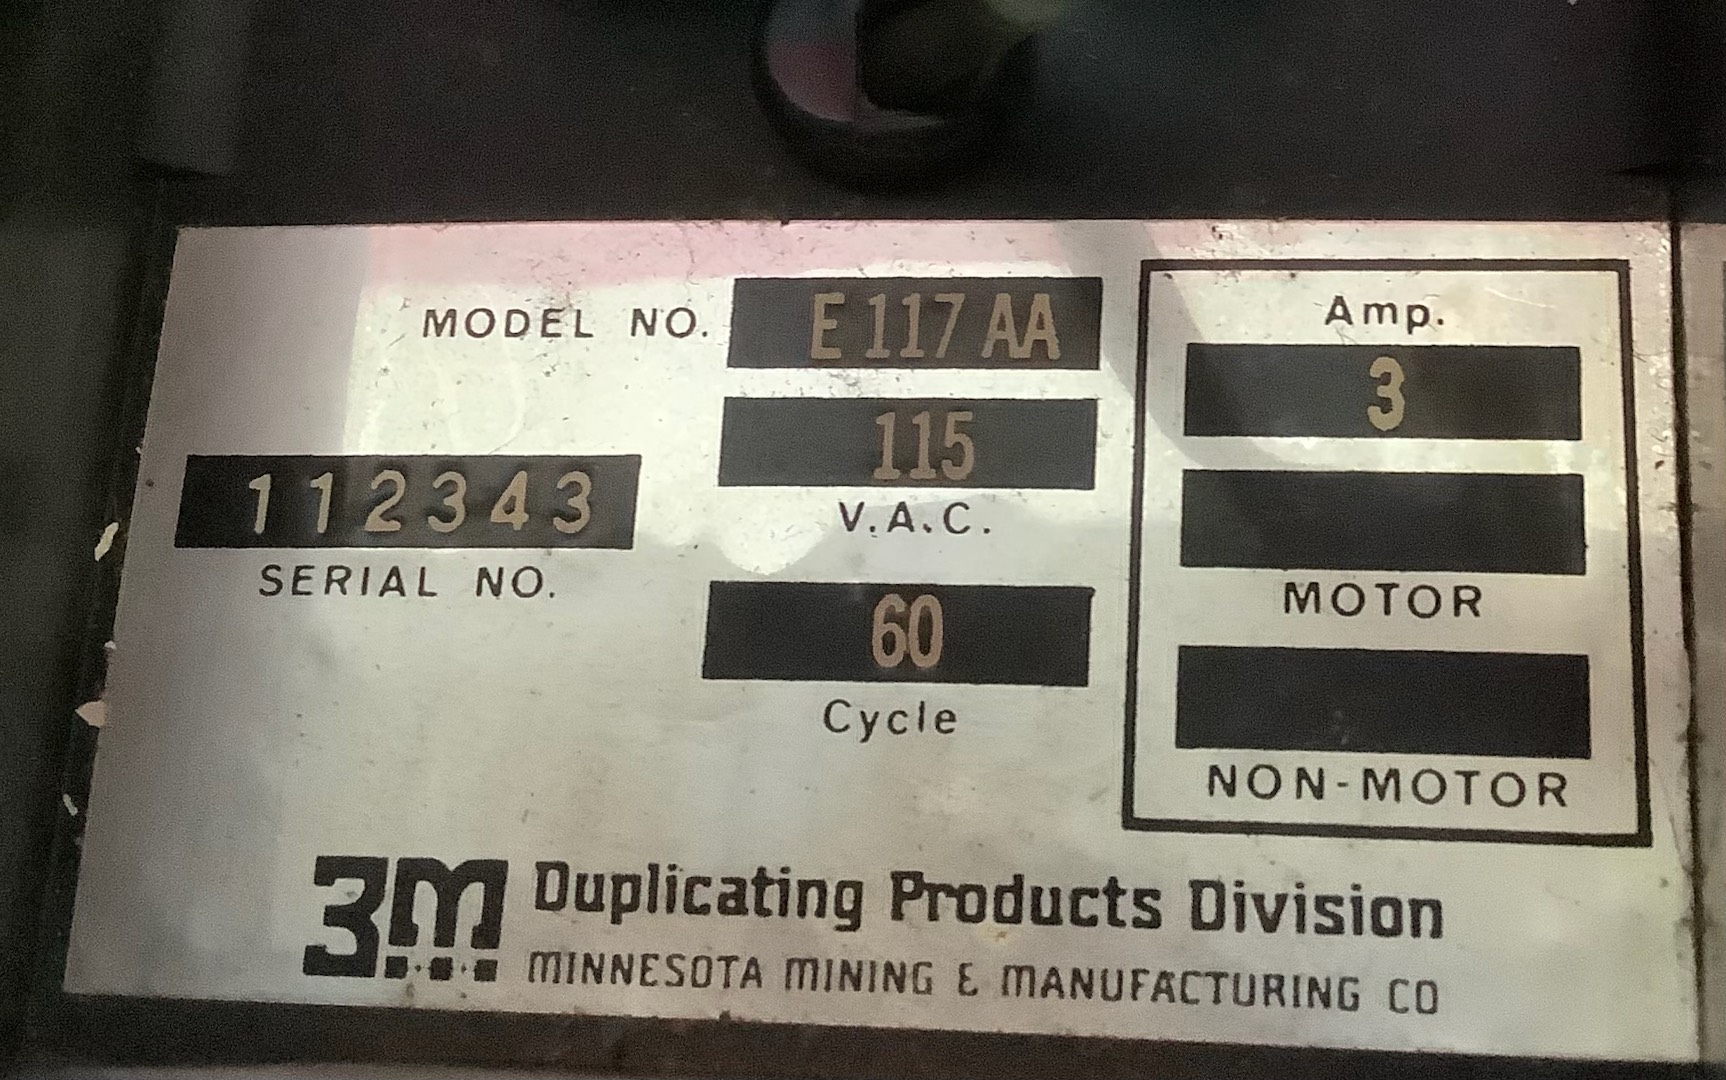 MODEL NO. E 117 AA
115
V.A.C.
112343
SERIAL NO.
60
Cycle
Amp.
3
MOTOR
NON-MOTOR
3M Duplicating Products Division
MINNESOTA MINING & MANUFACTURING CO